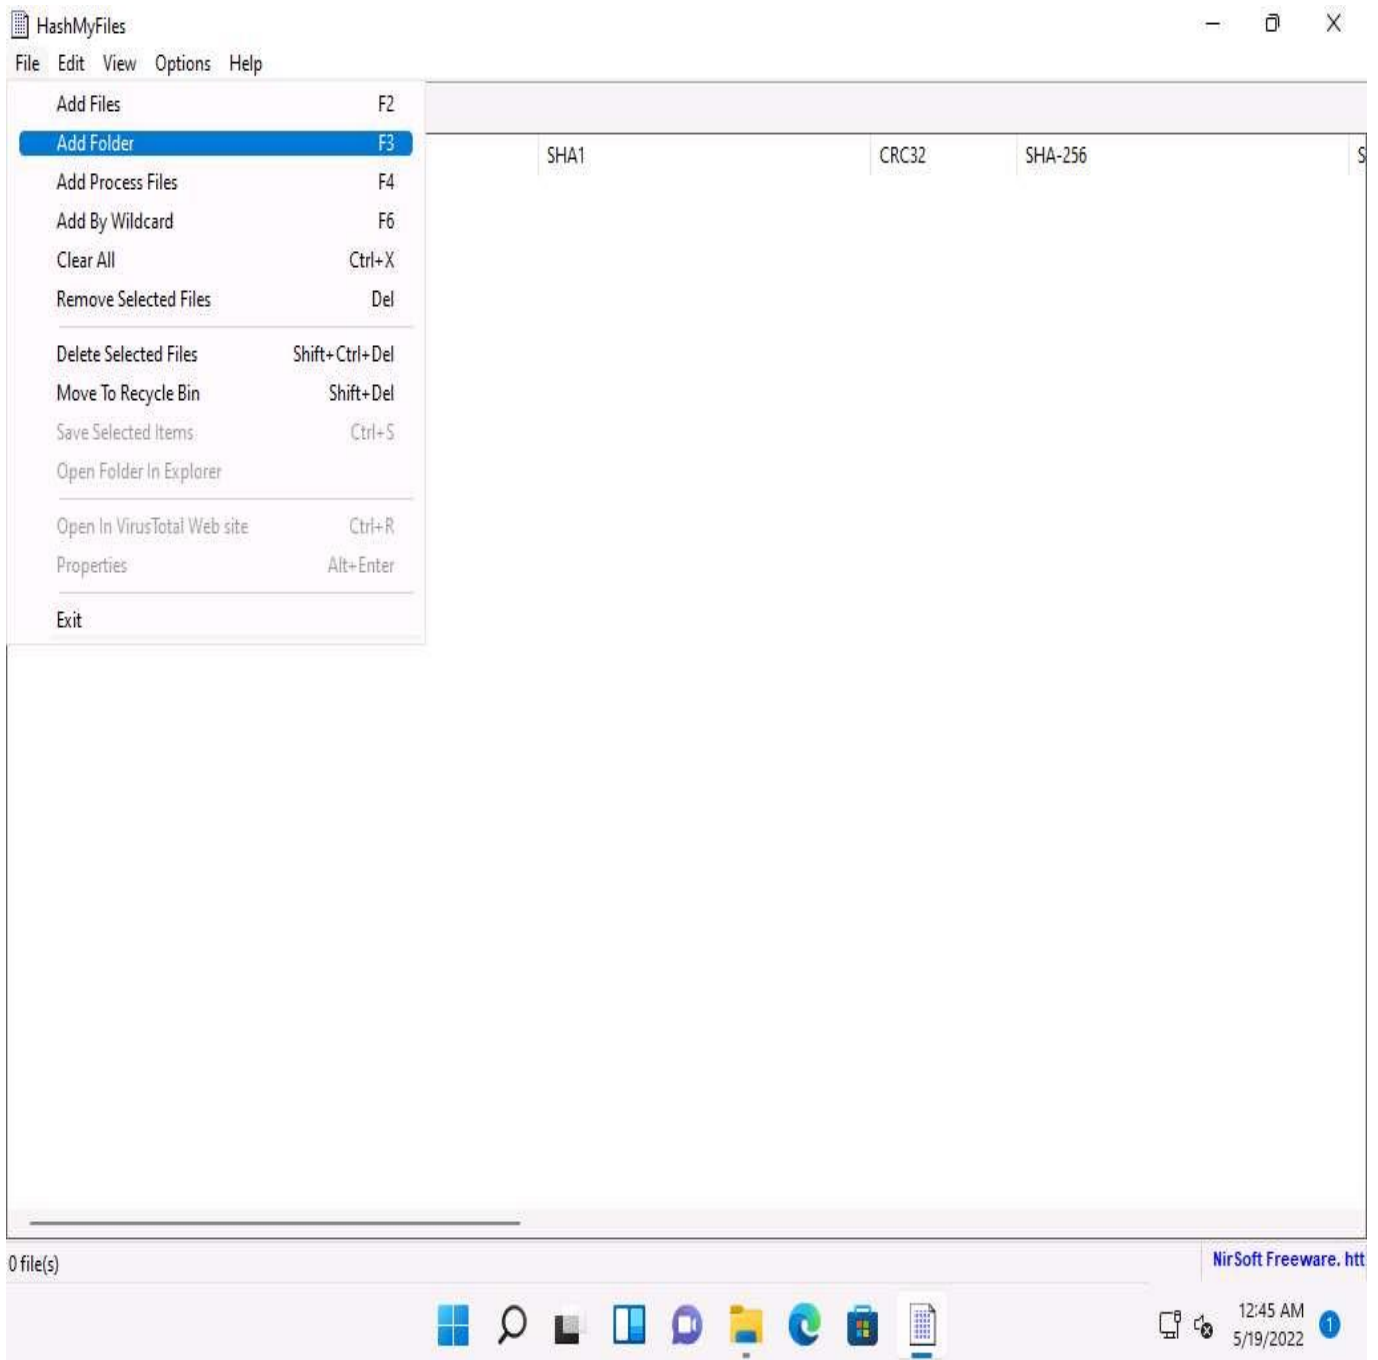 HashMyFiles
File Edit View Options Help
Add Files F2
Add Folder F3
Add Process Files F4
Add By Wildcard F6
Clear All Ctrl+X
Remove Selected Files Del
Delete Selected Files Shift+Ctrl+Del
Move To Recycle Bin Shift+Del
Save Selected Items Ctrl+S
Open Folder In Explorer
Open In VirusTotal Web site Ctrl+R
Properties Alt+Enter
Exit
SHA1 CRC32 SHA-256 S
0 file(s)
NirSoft Freeware. htt
12:45 AM
5/19/2022
1